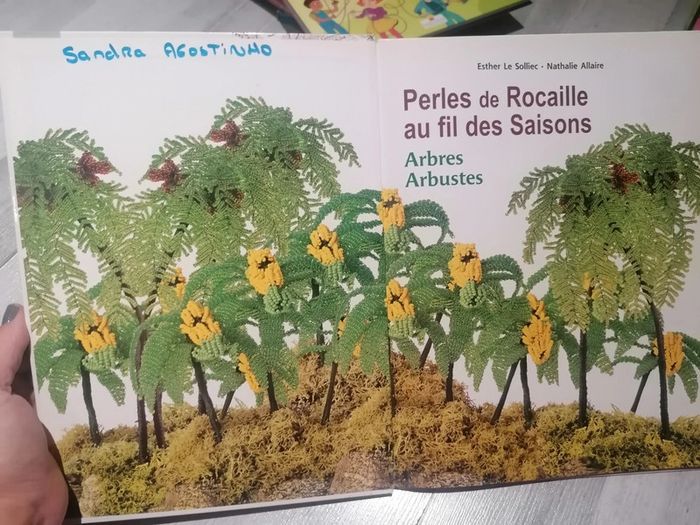 Sandra AGOSTINHO
Esther Le Solliec • Nathalie Allaire
Perles de Rocaille
au fil des Saisons
Arbres
Arbustes